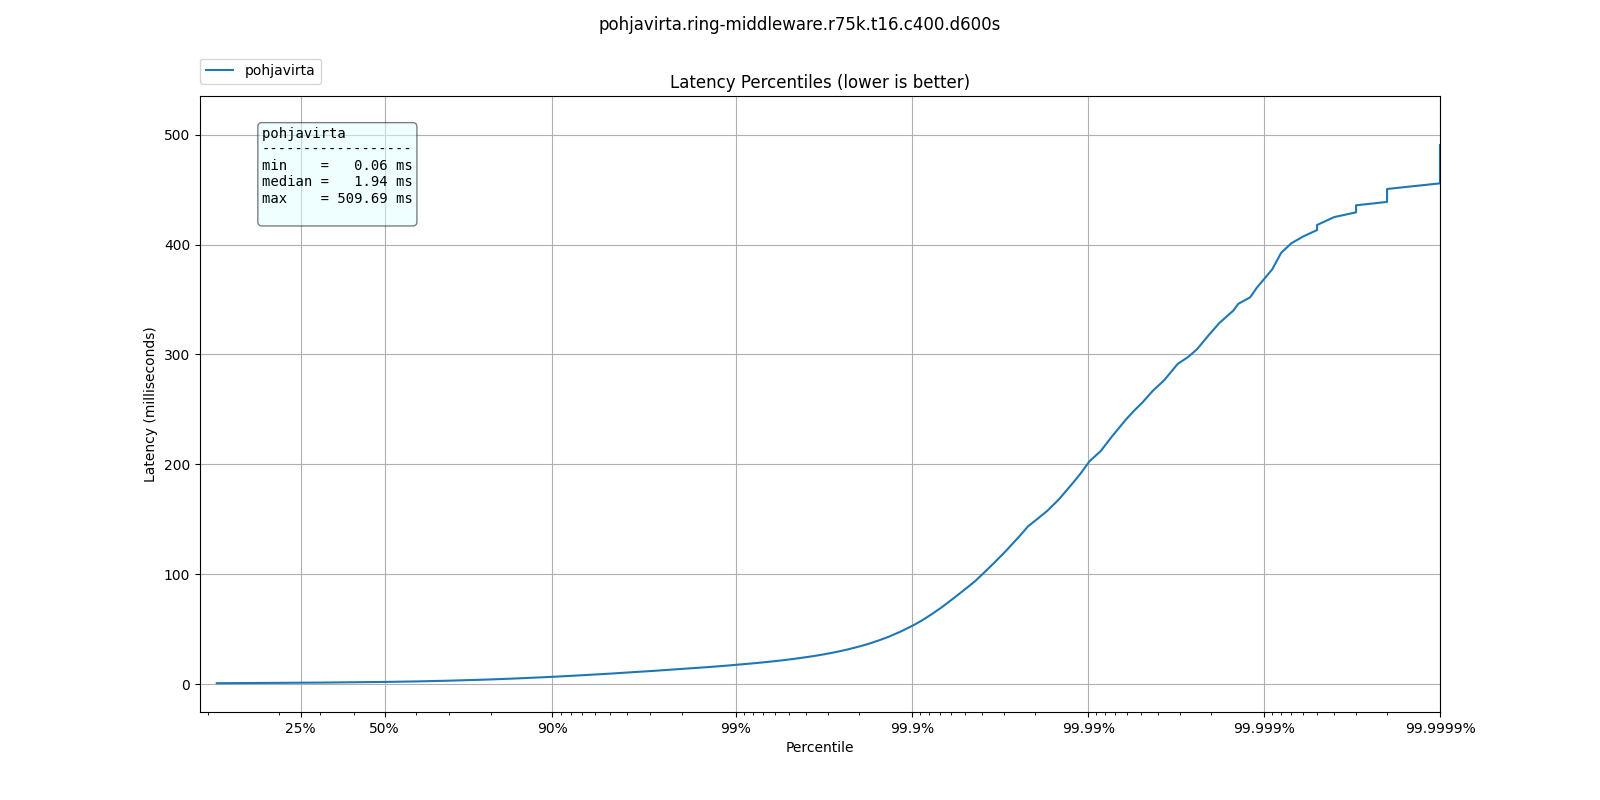 pohjavirta.ring-middleware.r75k.t16.c400.d600s
pohjavirta
Latency Percentiles (lower is better)
pohjavirta
------------------
min    =   0.06 ms
median =   1.94 ms
max    = 509.69 ms
500
400
300
200
100
0
Latency (milliseconds)
25% 50% 90% 99% 99.9% 99.99% 99.999% 99.9999%
Percentile